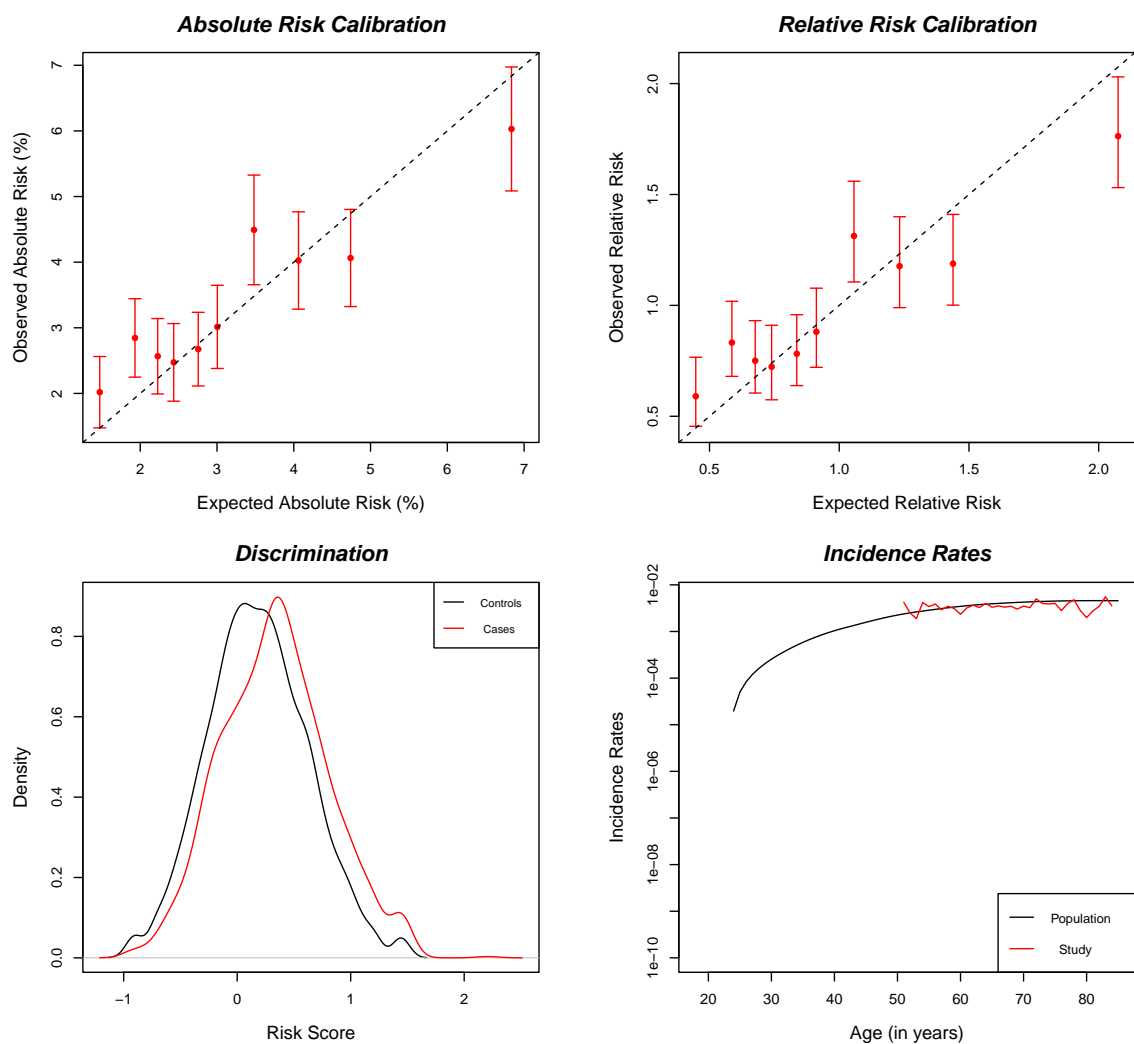 Absolute Risk Calibration
Observed Absolute Risk (%)
7
6
5
4
3
2
2 3 4 5 6 7
Expected Absolute Risk (%)
Relative Risk Calibration
Observed Relative Risk
2.0
1.5
1.0
0.5
0.5 1.0 1.5 2.0
Expected Relative Risk
Discrimination
Density
0.8
0.6
0.4
0.2
0.0
Controls
Cases
−1 0 1 2
Risk Score
Incidence Rates
Incidence Rates
1e−02
1e−04
1e−06
1e−08
1e−10
Population
Study
20 30 40 50 60 70 80
Age (in years)